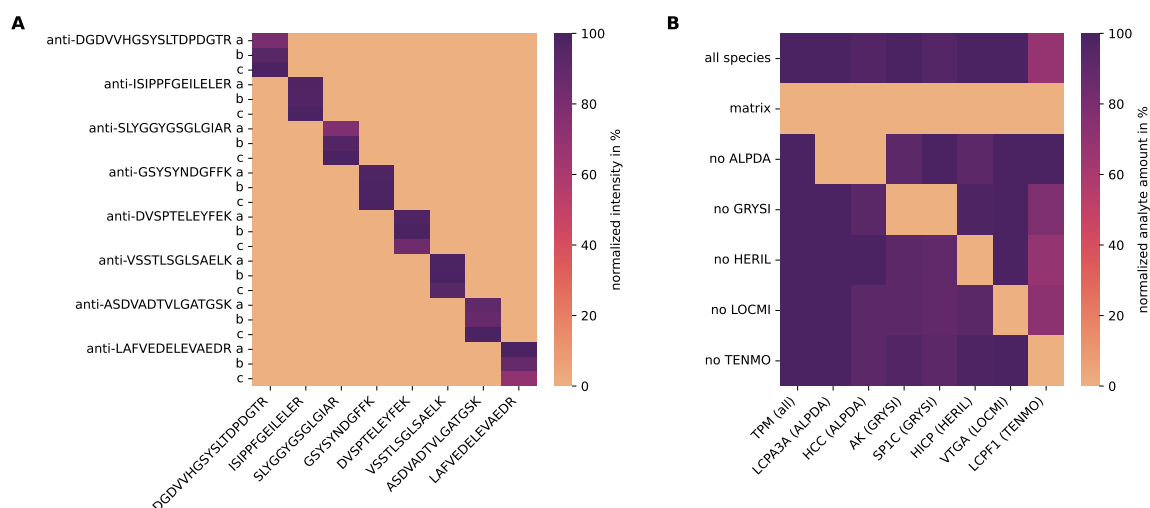 A
anti-DGDVVHGSYSLTDPDGTR a
b
c
anti-ISIPPFGEILELER a
b
c
anti-SLYGGYGSGLGIAR a
b
c
anti-GSYSYNDGFFK a
b
c
anti-DVSPTELEYFEK a
b
c
anti-VSSTLSGLSAELK a
b
c
anti-ASDVADTVLGATGSK a
b
c
anti-LAFVEDELEVAEDR a
b
c
DGDVVHGSYSLTDPDGTR
ISIPPFGEILELER
SLYGGYGSGLGIAR
GSYSYNDGFFK
DVSPTELEYFEK
VSSTLSGLSAELK
ASDVADTVLGATGSK
LAFVEDELEVAEDR
100
80
60
40
20
0
normalized intensity in %
B
all species
matrix
no ALPDA
no GRYSI
no HERIL
no LOCMI
no TENMO
TPM (all)
LCPA3A (ALPDA)
HCC (ALPDA)
AK (GRYSI)
SP1C (GRYSI)
HICP (HERIL)
VTGA (LOCMI)
LCPF1 (TENMO)
100
80
60
40
20
0
normalized analyte amount in %